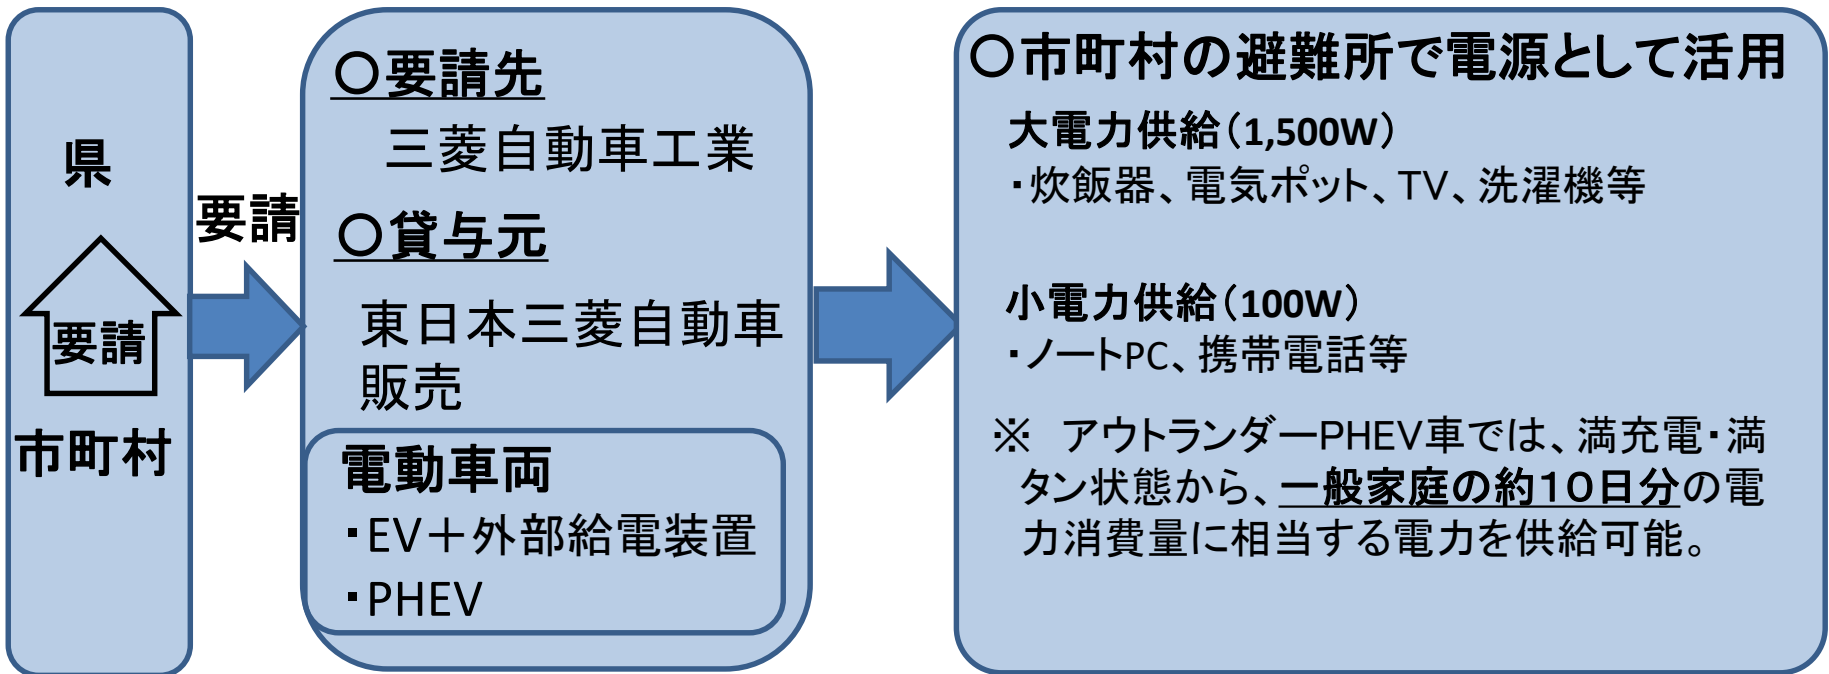 県
要請
市町村
要請
〇要請先
三菱自動車工業
〇貸与元
東日本三菱自動車
販売
電動車両
・EV＋外部給電装置
・PHEV
〇市町村の避難所で電源として活用
大電力供給（1,500W）
・炊飯器、電気ポット、TV、洗濯機等
小電力供給（100W）
・ノートPC、携帯電話等
※　アウトランダーPHEV車では、満充電・満
タン状態から、一般家庭の約１０日分の電
力消費量に相当する電力を供給可能。